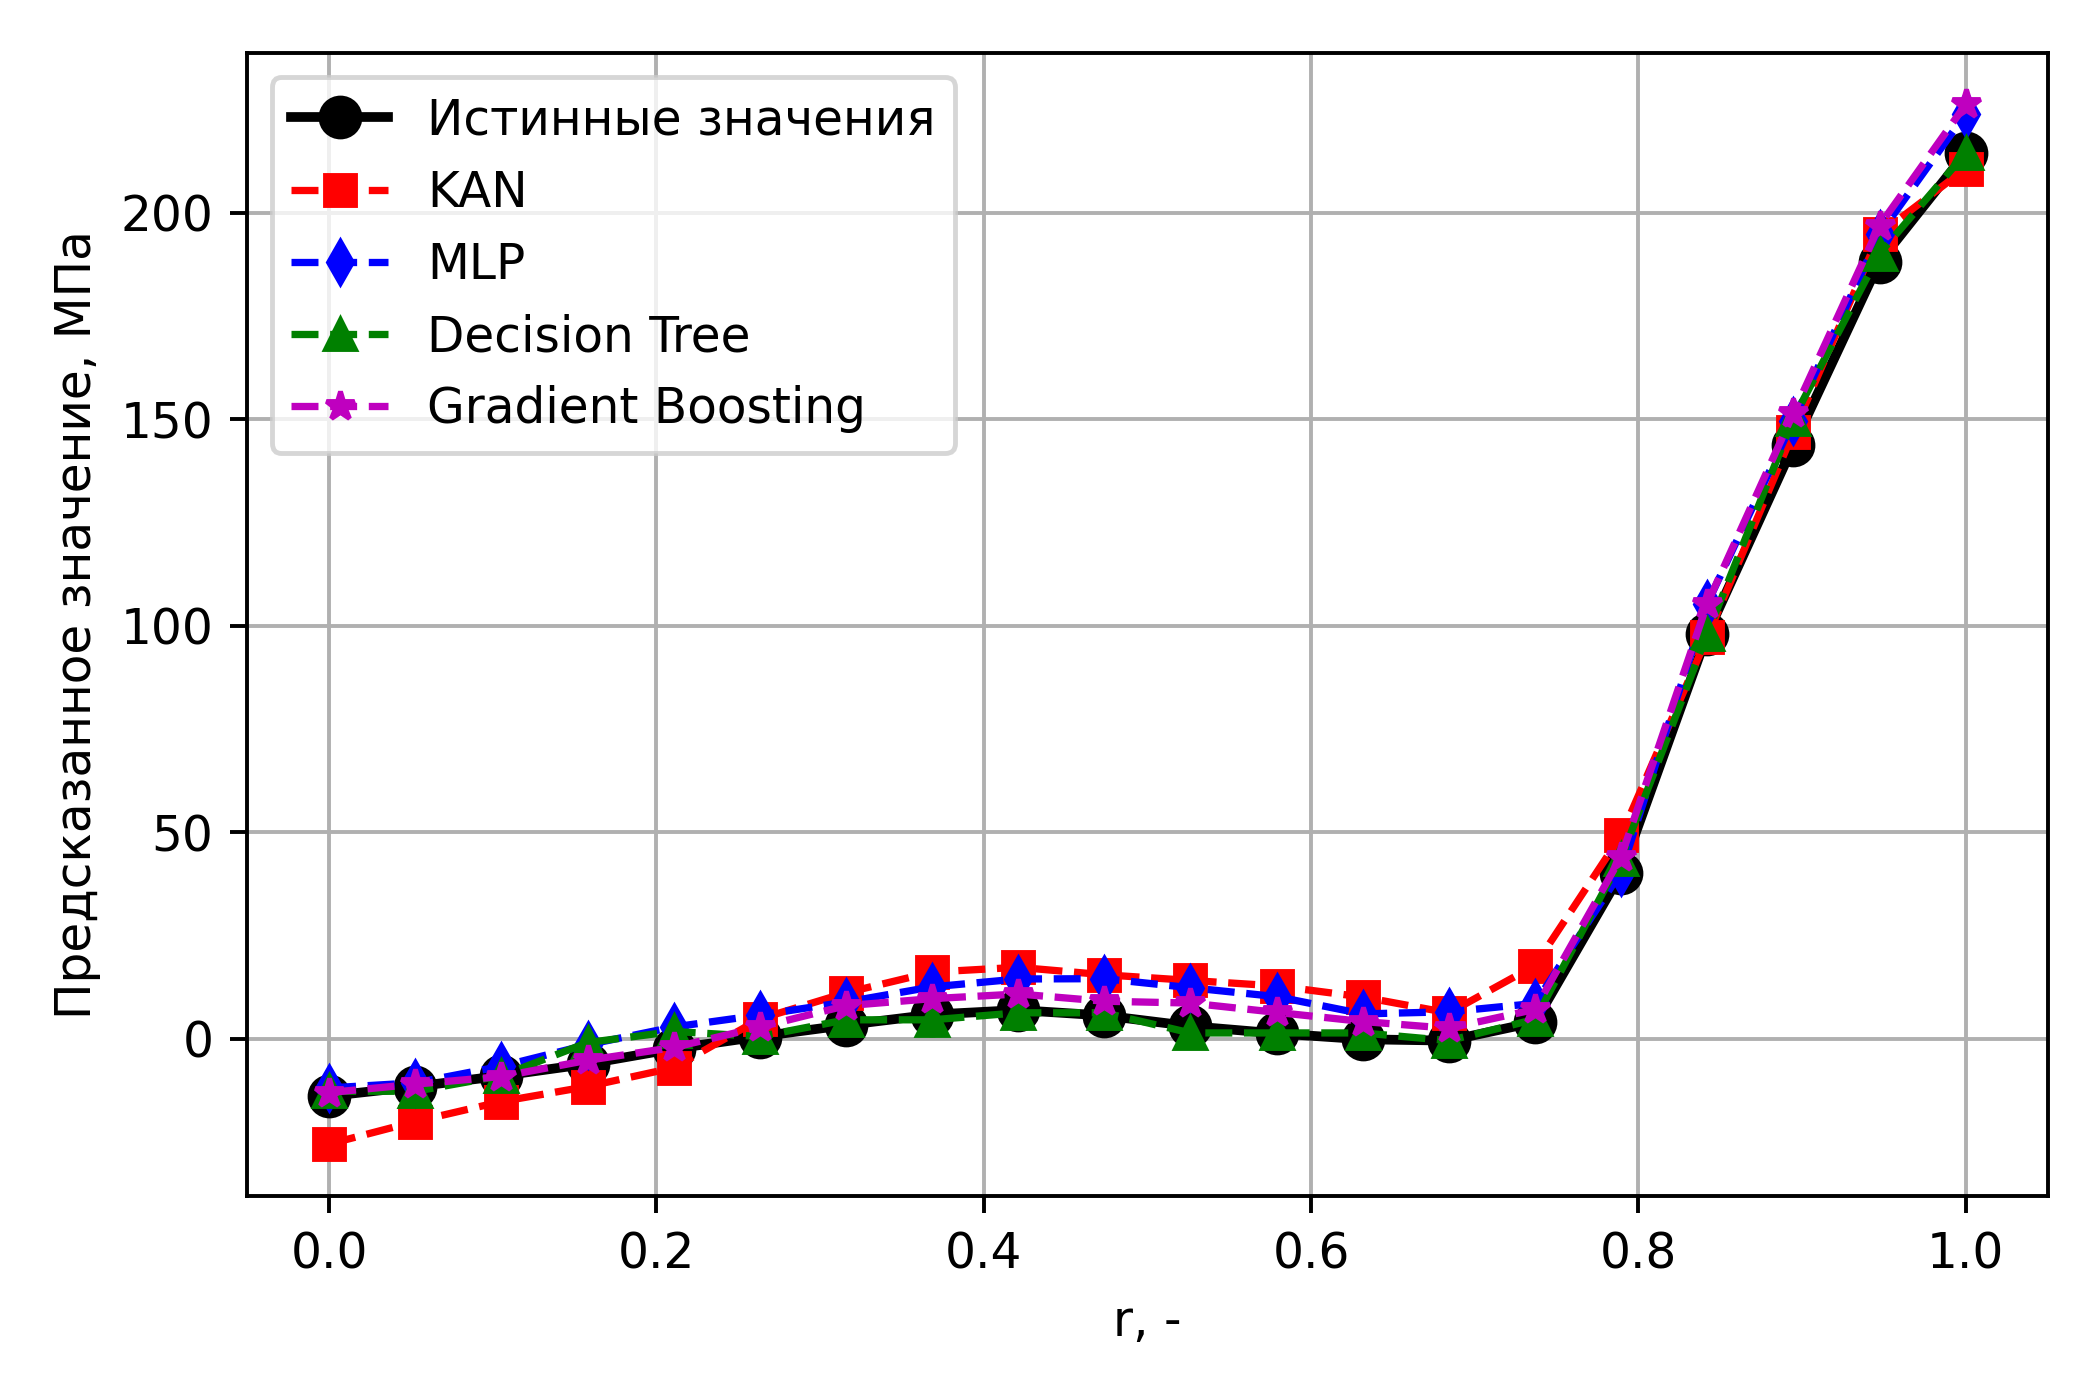 Истинные значения
KAN
MLP
Decision Tree
Gradient Boosting
Предсказанное значение, МПа
200
150
100
50
0
0.0 0.2 0.4 0.6 0.8 1.0
r, -